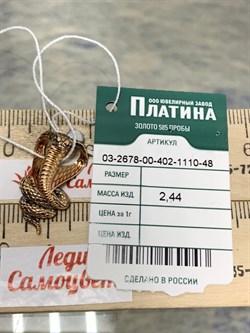 ООО ЮВЕЛИРНЫЙ ЗАВОД
ПЛАТИНА
ЗОЛОТО 585 ПРОБЫ
АРТИКУЛ
03-2678-00-402-1110-48
РАЗМЕР
МАССА ИЗД. 2,44
ЦЕНА за 1г
ЦЕНА ИЗД.
СДЕЛАНО В РОССИИ
Леди
Самоцвет